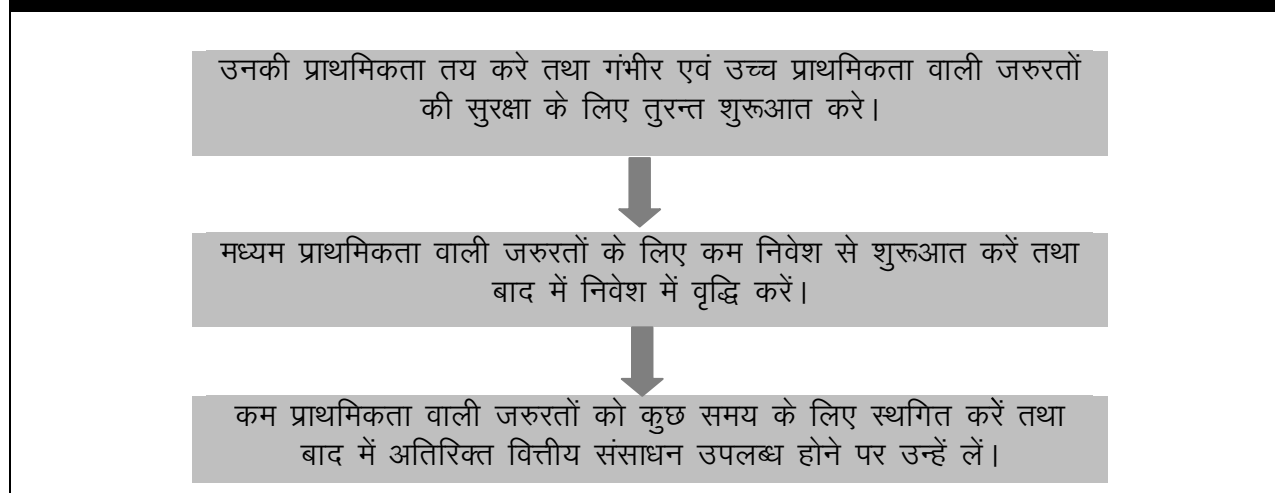 उनकी प्राथमिकता तय करे तथा गंभीर एवं उच्च प्राथमिकता वाली जरुरतों
की सुरक्षा के लिए तुरन्त शुरूआत करे।
मध्यम प्राथमिकता वाली जरुरतों के लिए कम निवेश से शुरूआत करें तथा
बाद में निवेश में वृद्धि करें।
कम प्राथमिकता वाली जरुरतों को कुछ समय के लिए स्थगित करें तथा
बाद में अतिरिक्त वित्तीय संसाधन उपलब्ध होने पर उन्हें लें।